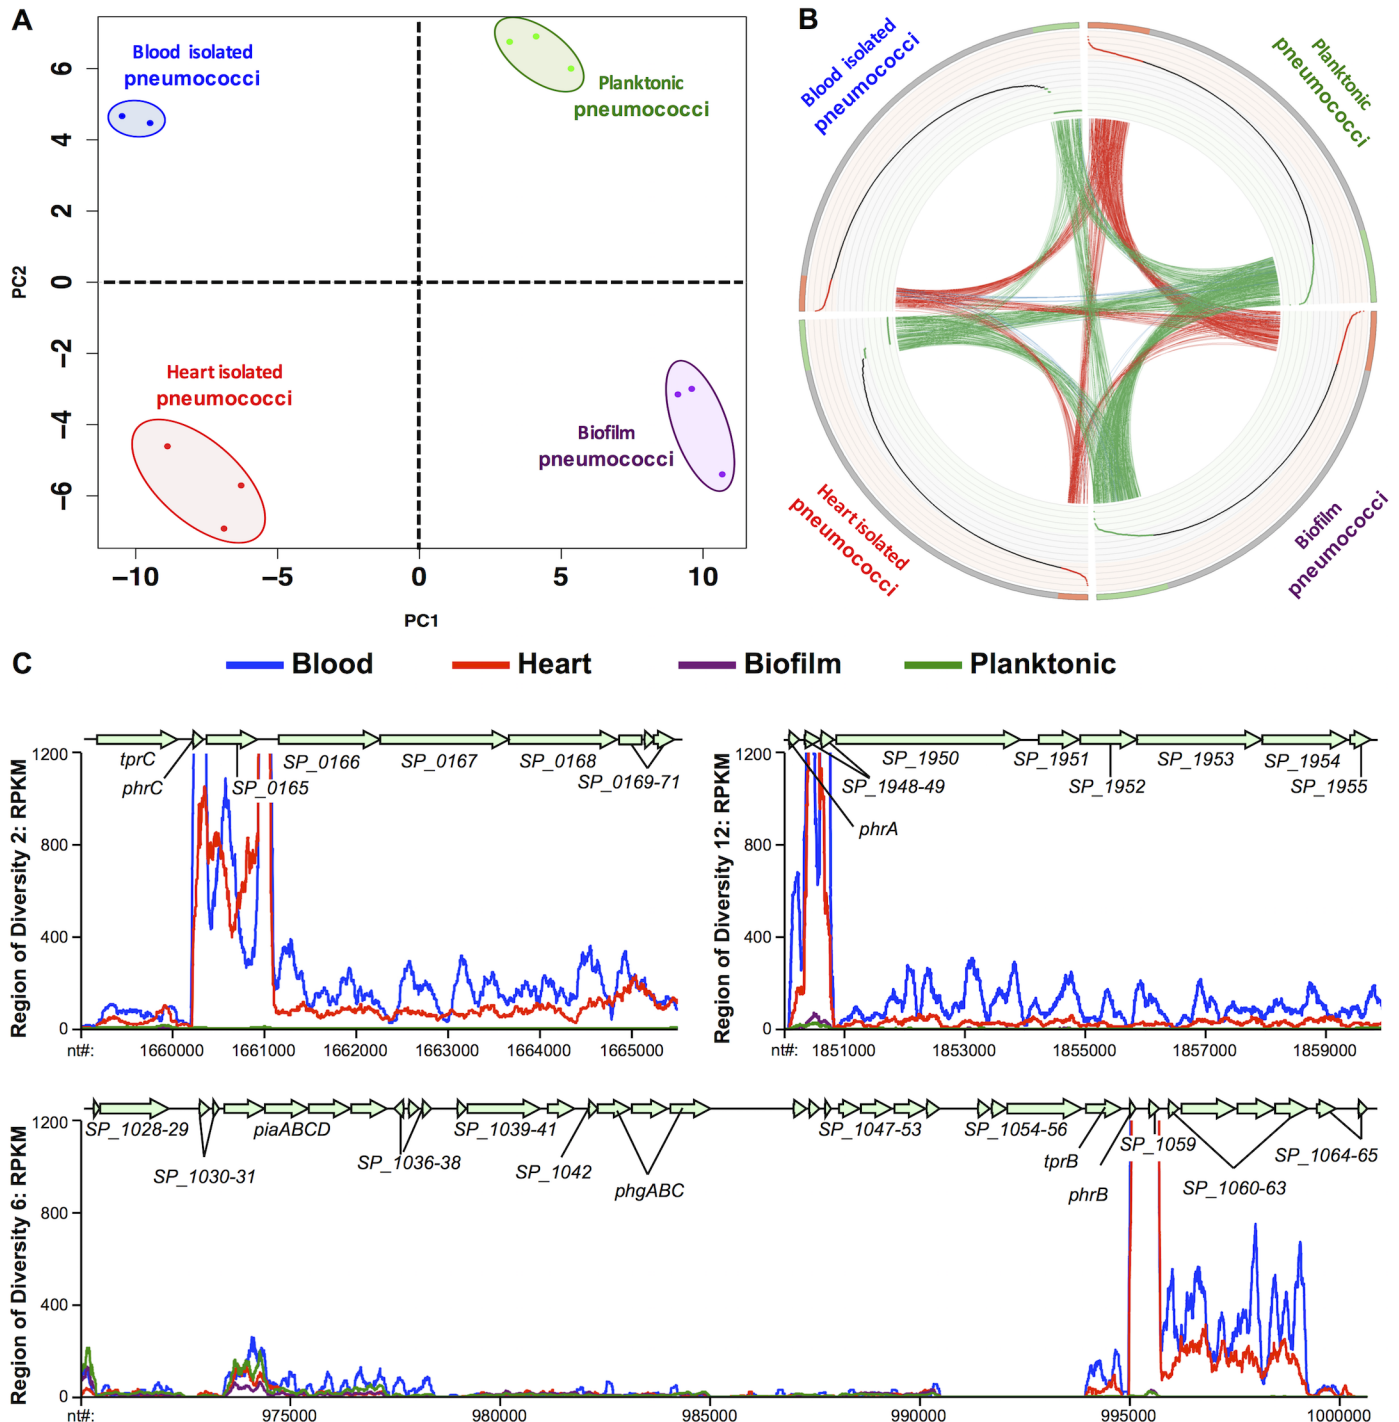 A
Blood isolated
pneumococci
Planktonic
pneumococci
Heart isolated
pneumococci
Biofilm
pneumococci
PC2
6
4
2
0
−2
−4
−6
−10
−5
0
5
10
PC1
B
Blood isolated
pneumococci
Planktonic
pneumococci
Heart isolated
pneumococci
Biofilm
pneumococci
C
Blood
Heart
Biofilm
Planktonic
Region of Diversity 2: RPKM
1200
800
400
0
tprC
phrC
SP_0165
SP_0166
SP_0167
SP_0168
SP_0169-71
nt#:
1660000
1661000
1662000
1663000
1664000
1665000
Region of Diversity 12: RPKM
1200
800
400
0
phrA
SP_1948-49
SP_1950
SP_1951
SP_1952
SP_1953
SP_1954
SP_1955
nt#:
1851000
1853000
1855000
1857000
1859000
Region of Diversity 6: RPKM
1200
800
400
0
SP_1028-29
SP_1030-31
piaABCD
SP_1036-38
SP_1039-41
SP_1042
phgABC
SP_1047-53
SP_1054-56
tprB
phrB
SP_1059
SP_1060-63
SP_1064-65
nt#:
975000
980000
985000
990000
995000
1000000